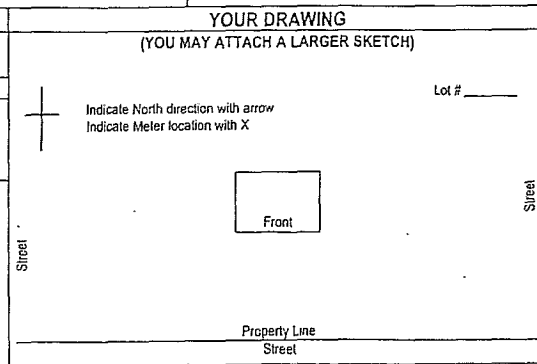 YOUR DRAWING
(YOU MAY ATTACH A LARGER SKETCH)
Lot #
Indicate North direction with arrow
Indicate Meter location with X
Street
Front
Street
Property Line
Street